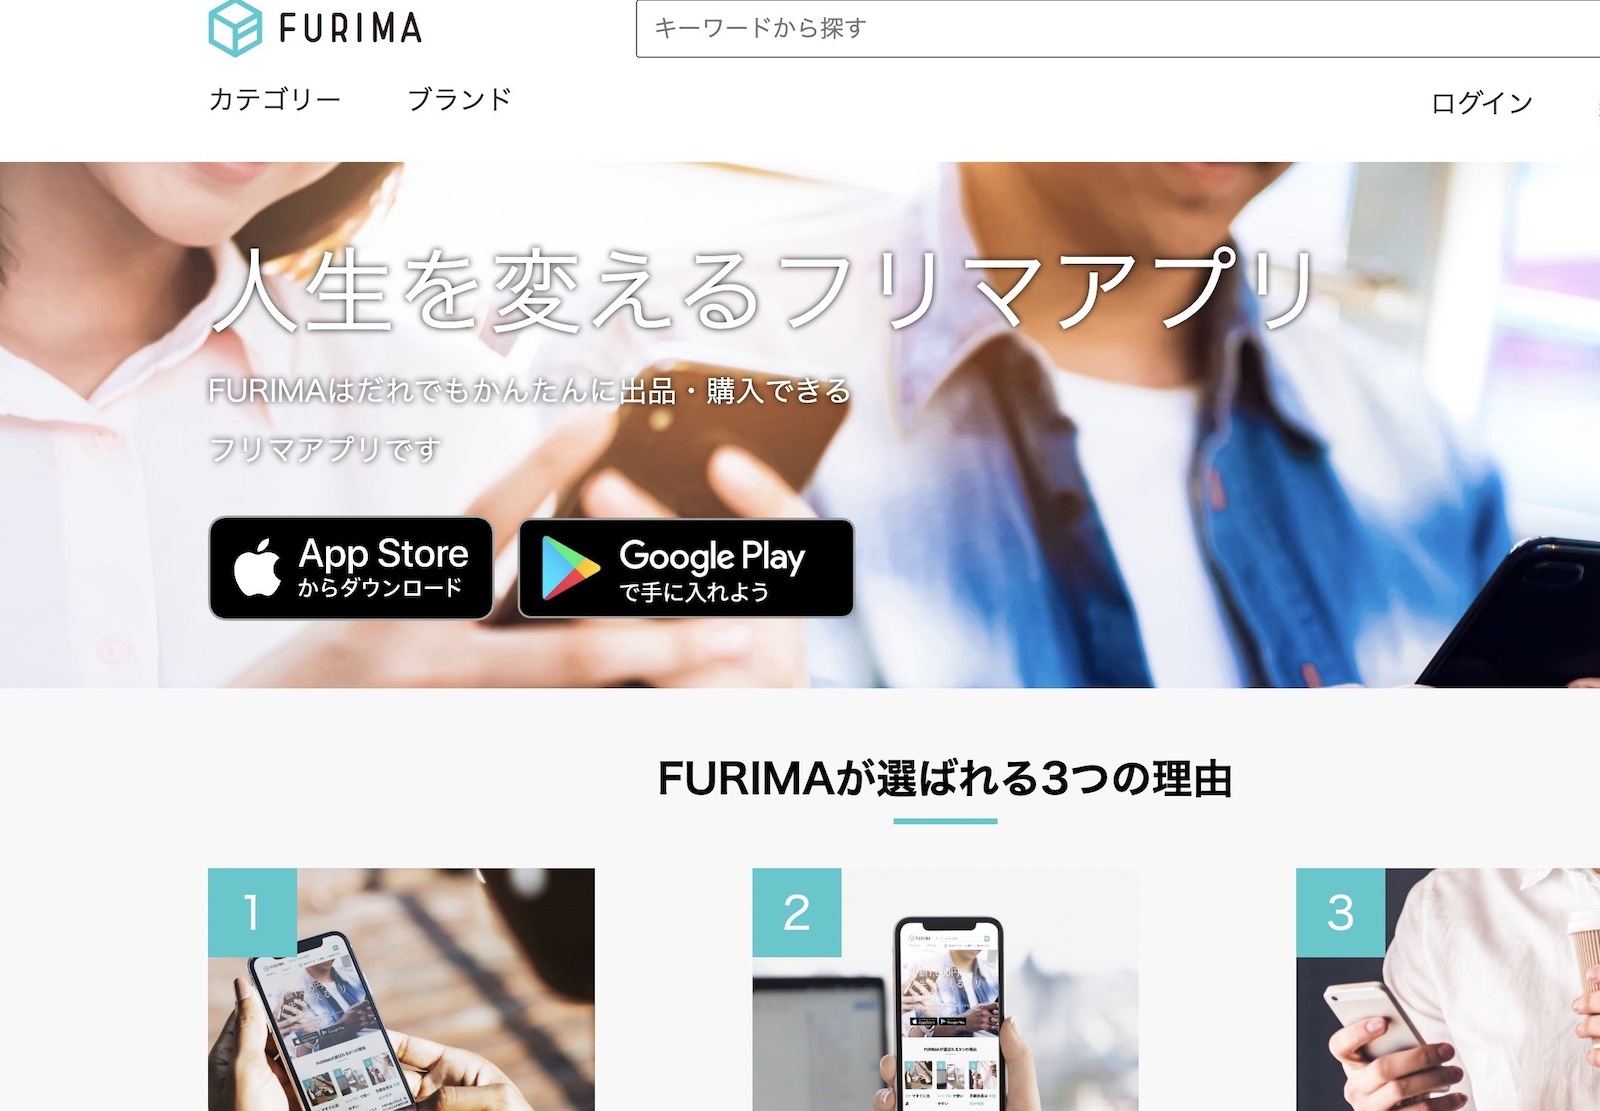 FURIMA
キーワードから探す
カテゴリー
ブランド
ログイン
人生を変えるフリマアプリ
FURIMAはだれでもかんたんに出品・購入できる
フリマアプリです
App Store
からダウンロード
Google Play
で手に入れよう
FURIMAが選ばれる3つの理由
1
2
3